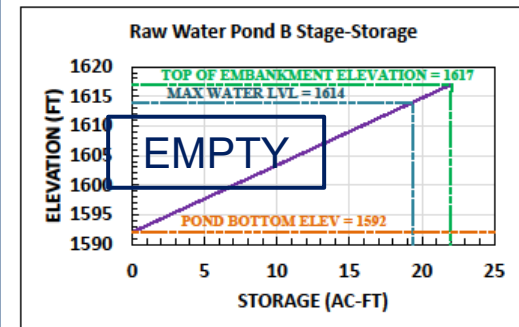 Raw Water Pond B Stage-Storage
1620
TOP OF EMBANKMENT ELEVATION = 1617
1615
MAX WATER LVL = 1614
1610
EMPTY
1605
1600
1595
POND BOTTOM ELEV = 1592
1590
ELEVATION (FT)
0 5 10 15 20 25
STORAGE (AC-FT)